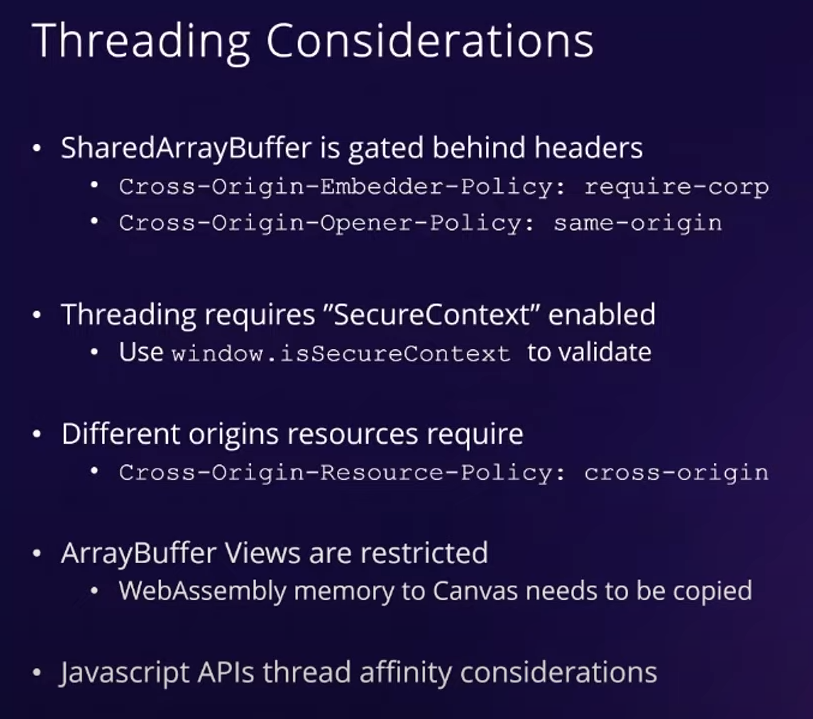 Threading Considerations
• SharedArrayBuffer is gated behind headers
• Cross-Origin-Embedder-Policy: require-corp
• Cross-Origin-Opener-Policy: same-origin
• Threading requires ”SecureContext” enabled
• Use window.isSecureContext to validate
• Different origins resources require
• Cross-Origin-Resource-Policy: cross-origin
• ArrayBuffer Views are restricted
• WebAssembly memory to Canvas needs to be copied
• Javascript APIs thread affinity considerations